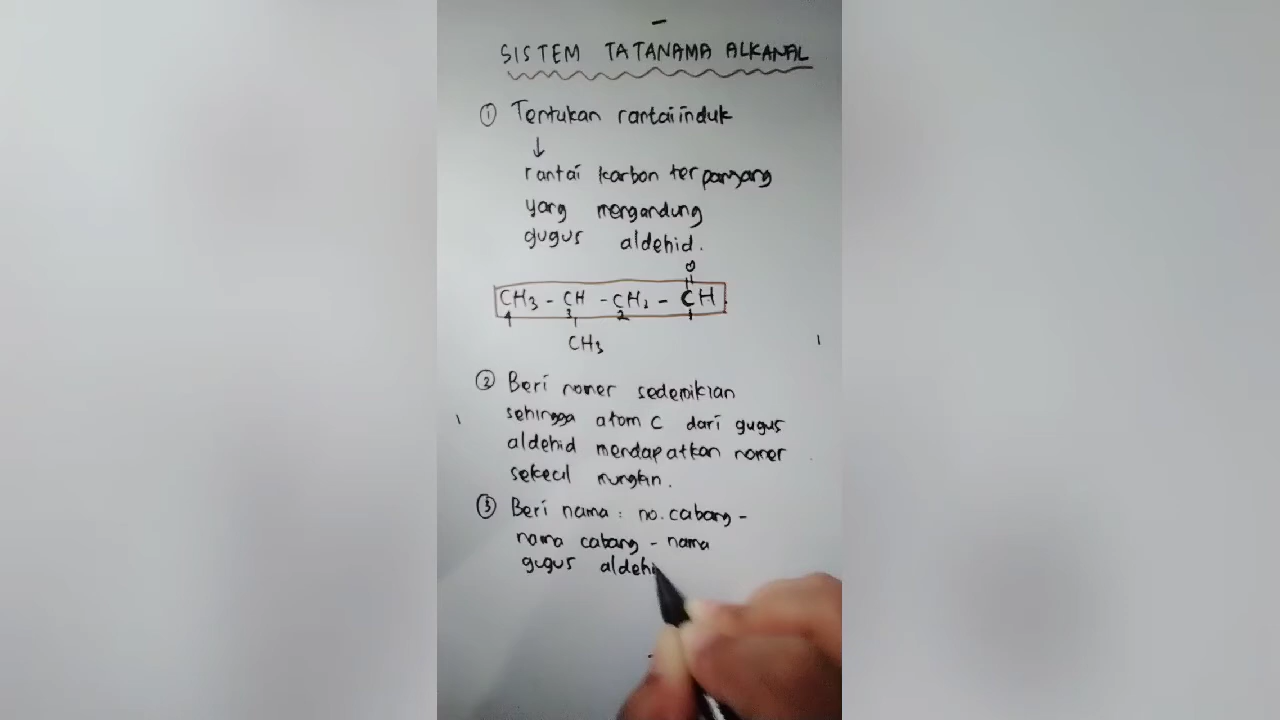 SISTEM TATANAMA ALKANAL
① Tentukan rantai induk
↓
rantai karbon terpanjang
yang mengandung
gugus aldehid.
O
CH3 - CH - CH2 - CH
4 3 2 1
CH3
② Beri nomer sedemikian
sehingga atom C dari gugus
aldehid mendapatkan nomer
sekecil mungkin.
③ Beri nama : no. cabang -
nama cabang - nama
gugus aldehi